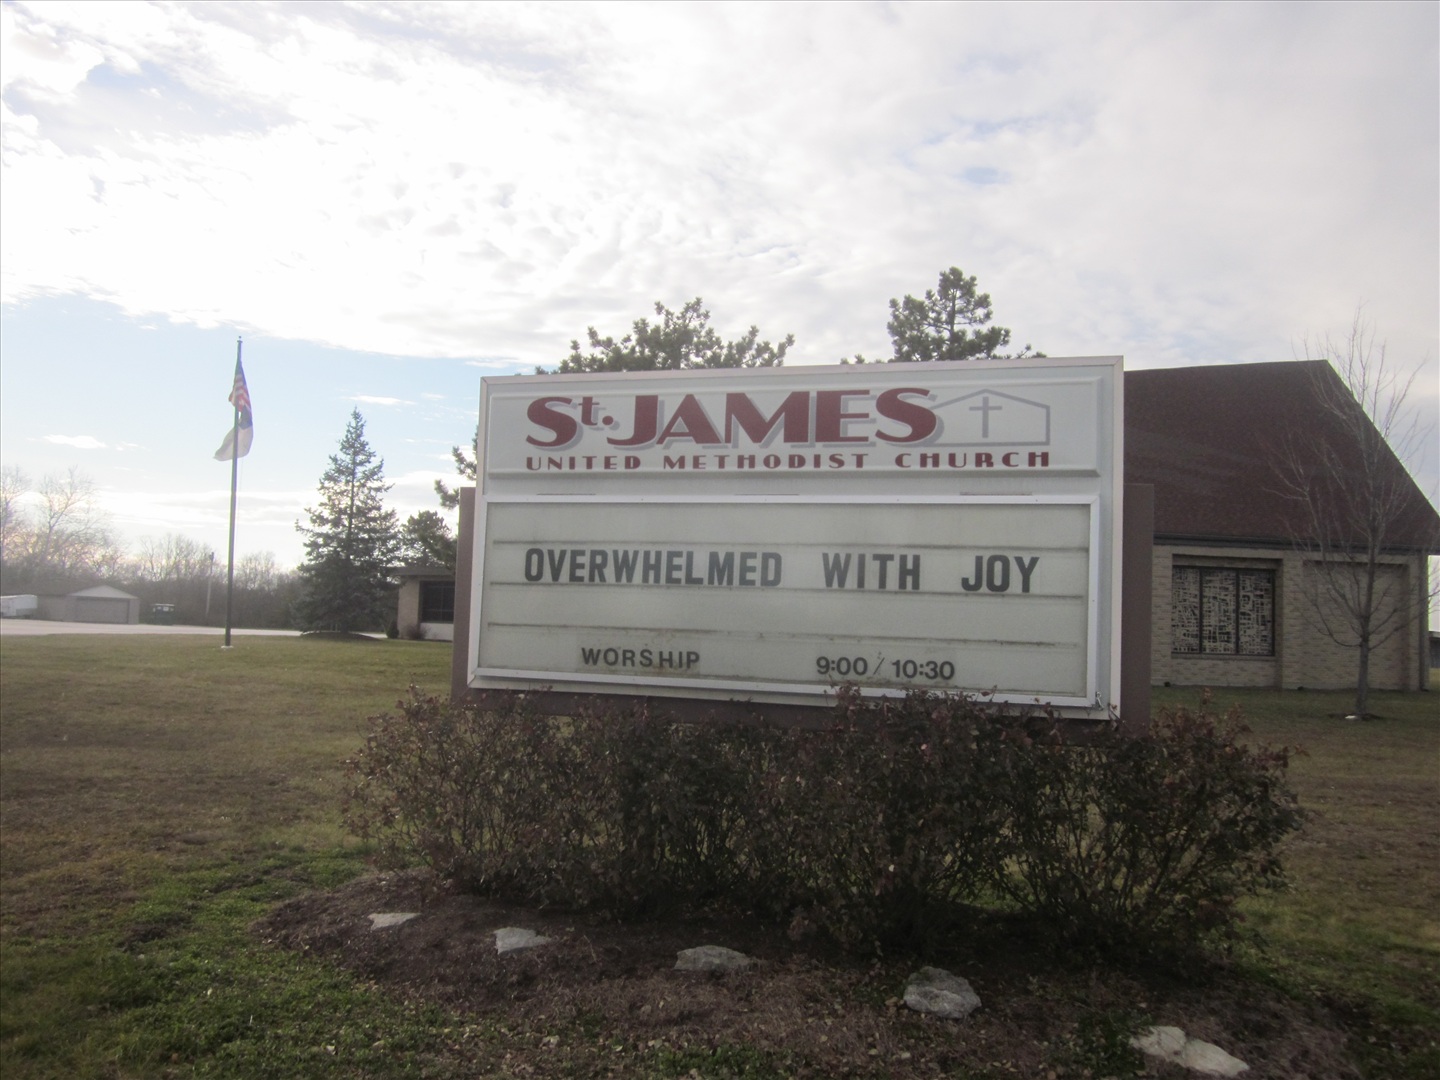 St. JAMES
UNITED METHODIST CHURCH
OVERWHELMED WITH JOY
WORSHIP 9:00 / 10:30